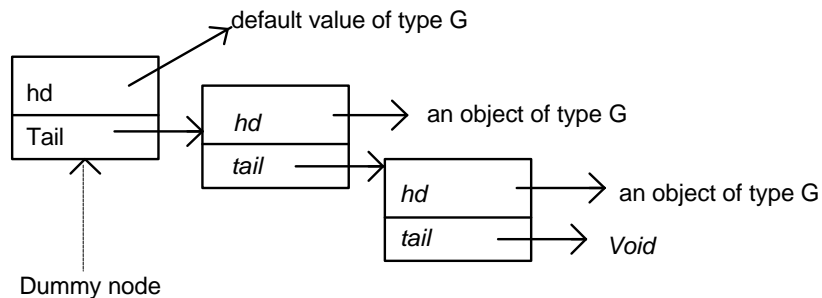 default value of type G
hd
Tail
hd
an object of type G
tail
hd
an object of type G
tail
Void
Dummy node